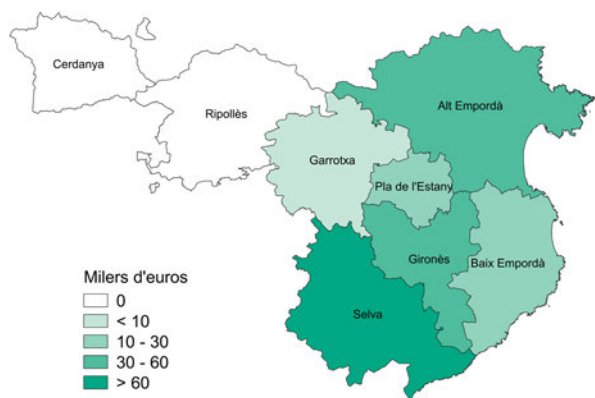 Cerdanya
Ripollès
Alt Empordà
Garrotxa
Pla de l'Estany
Gironès
Baix Empordà
Selva
Milers d'euros
0
< 10
10 - 30
30 - 60
> 60